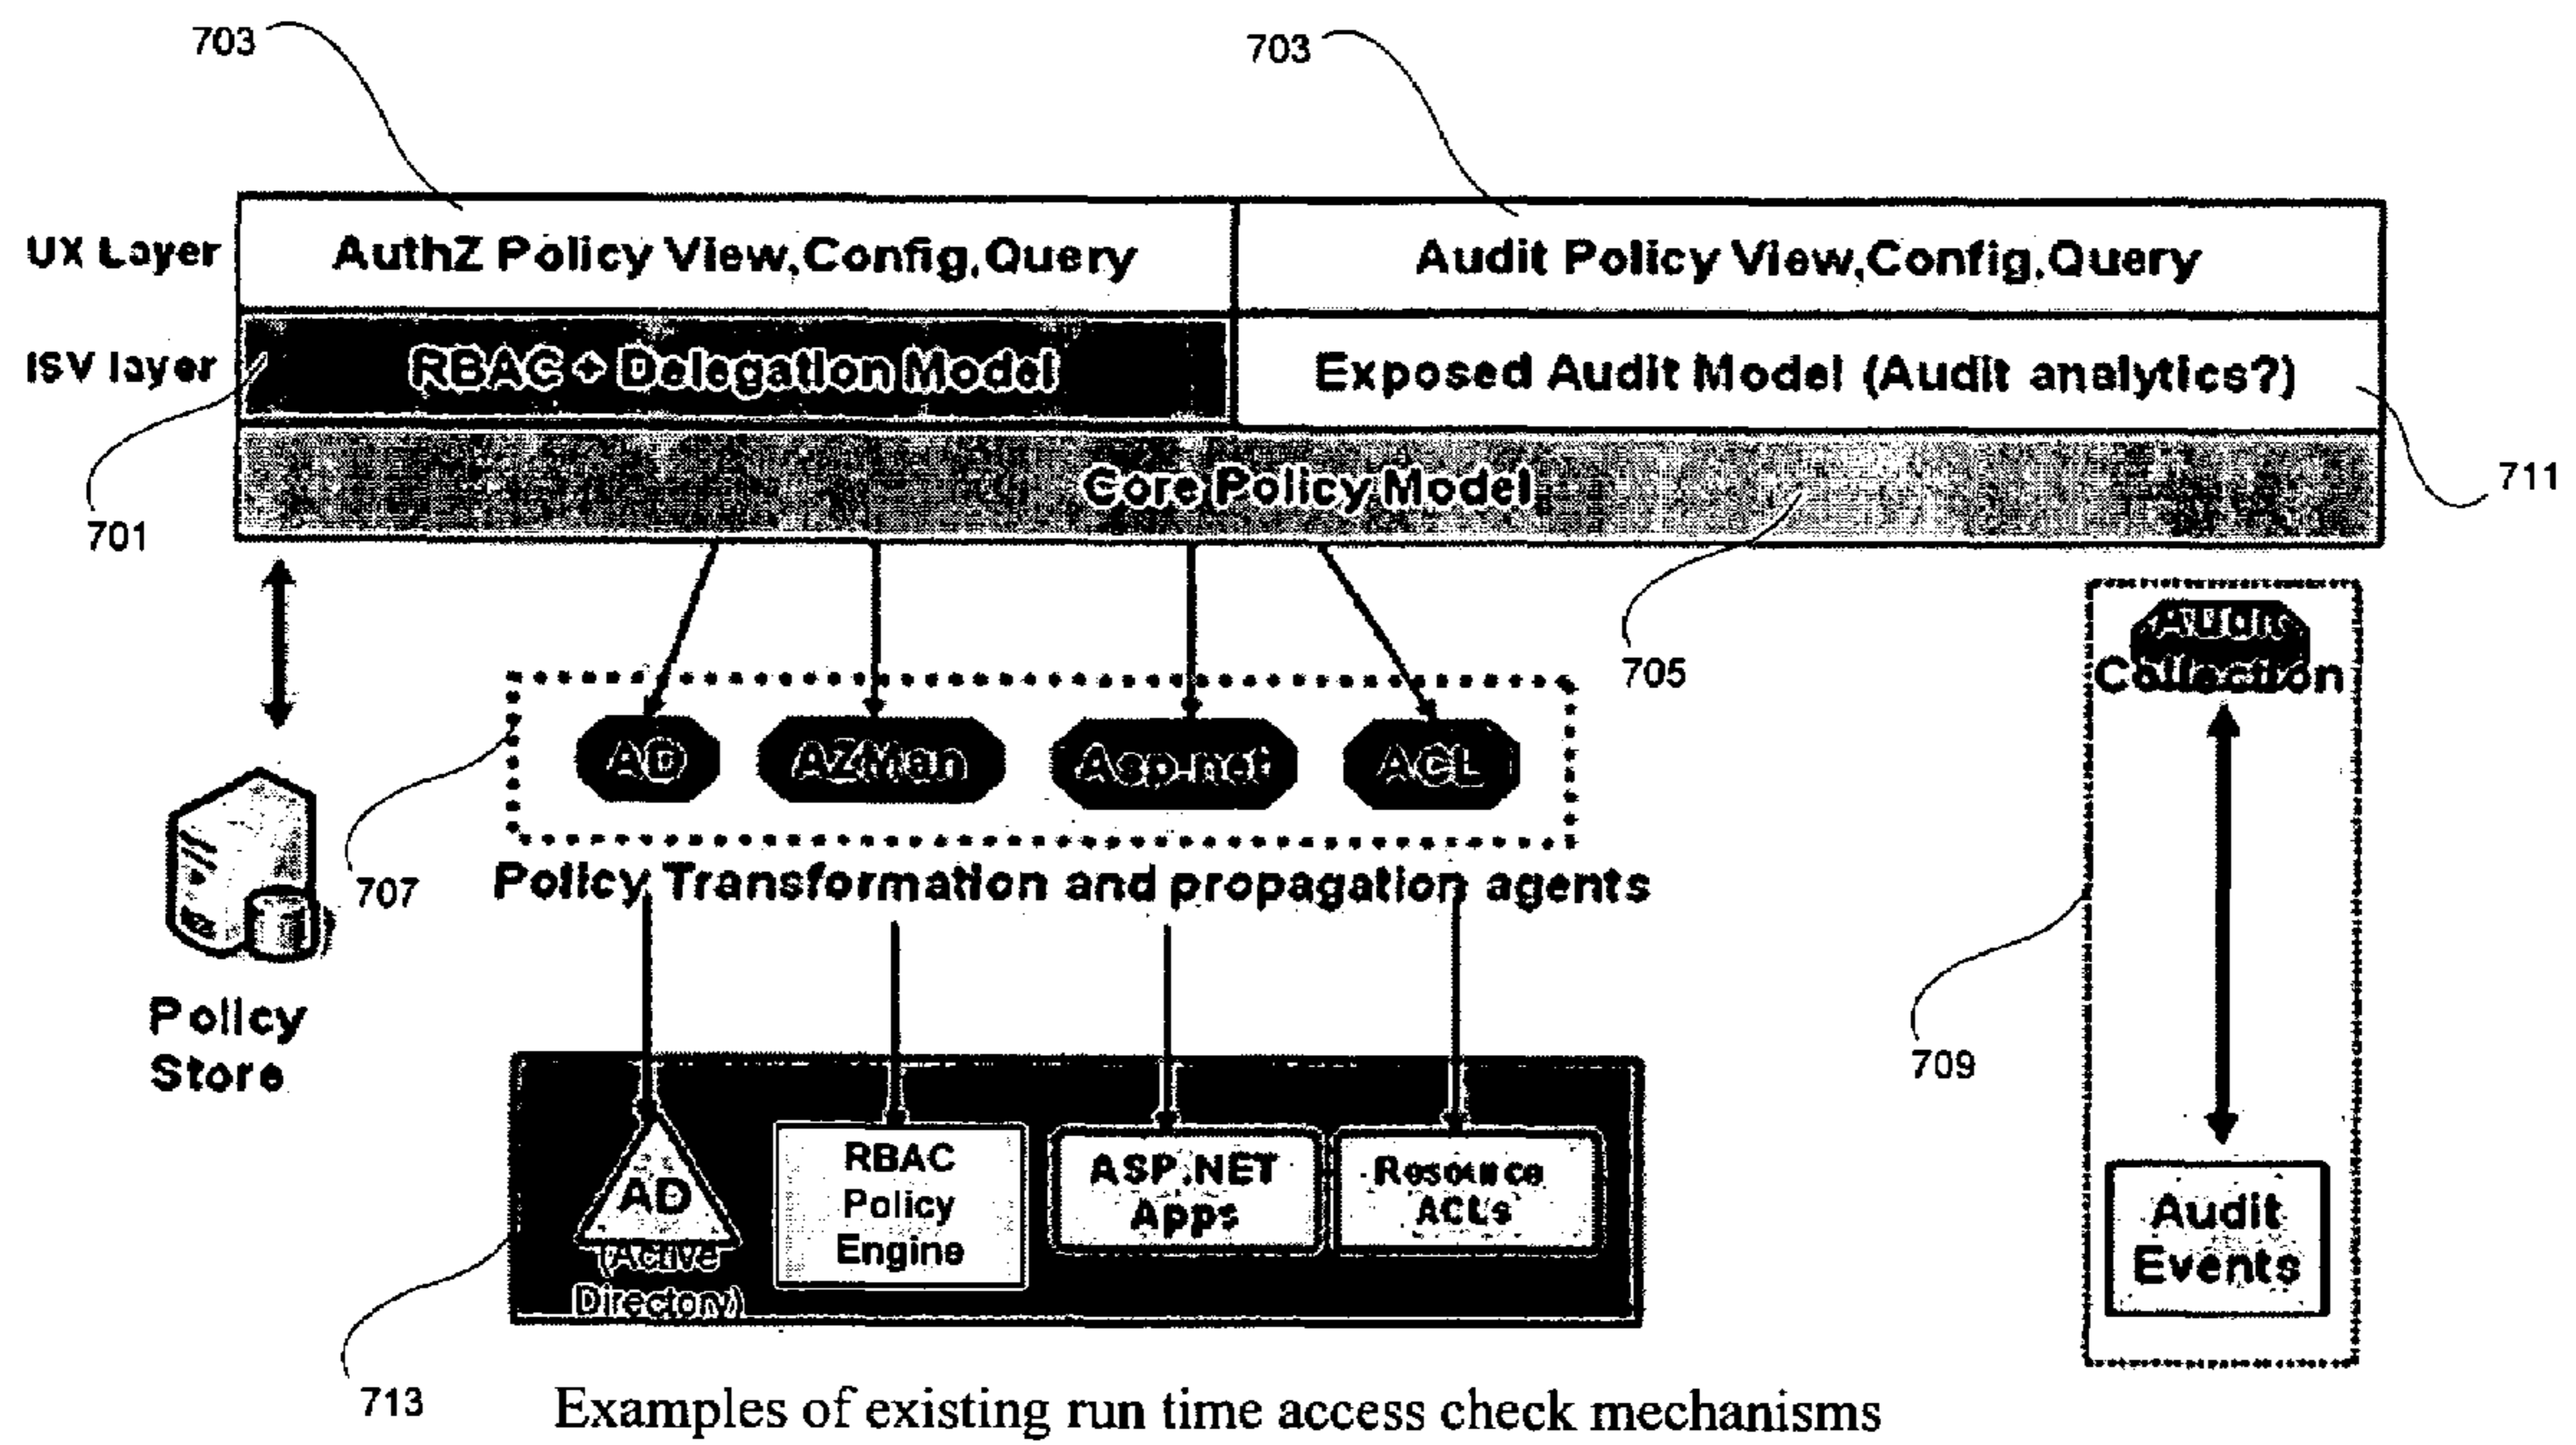 703
703
UX Layer
AuthZ Policy View,Config,Query
Audit Policy View,Config,Query
ISV layer
RBAC + Delegation Model
Exposed Audit Model (Audit analytics?)
Core Policy Model
701
711
705
Audit
Collection
AD
AZMan
Asp.net
ACL
707
Policy Transformation and propagation agents
Policy
Store
709
AD
(Active
Directory)
RBAC
Policy
Engine
ASP.NET
Apps
Resource
ACL's
Audit
Events
713
Examples of existing run time access check mechanisms